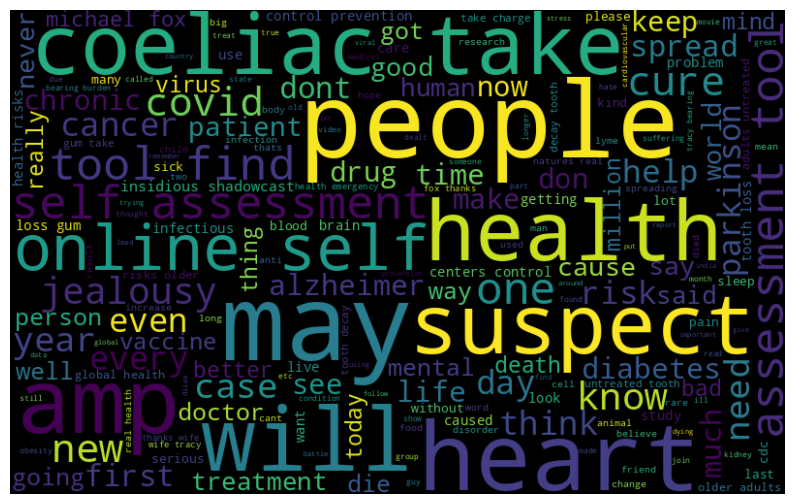 coeliac take
people
health
suspect
may
will
heart
amp
online self
self assessment
tool find
assessment tool
michael fox
control prevention
take charge
big
stress
please
movie
treat
true
viral
research
country
medical
called
due
state
bearing burden
many
use
care
got
good
keep
mind
spread
problem
great
cardiovascular
never
virus
dont
human
now
cure
chronic
covid
cancer
patient
really
drug time
help
world
parkinson
million
kind
hate
hope
body
old
infection
video
dealt
longer
lyme
decay tooth
suffering
tracy bearing
natures real
health risks
adults untreated
mean
tooth loss
someone
fox thanks
part
spreading
getting
lot
child
gum take
thats
sick
two
remember
trying
thought
insidious shadowcast
health emergency
don
make
loss gum
infectious
blood
brain
thing
man
used
report
put
died
india
month
prevention
around
found
important
give
read
pain
sleep
centers control
cause
say
way
one
risk
said
jealousy
alzheimer
lead
anti
result
risks older
increase
person
even
year
vaccine
every
long
global
data
well
global health
still
better
live
etc
condition
follow
mental
death
look
cell
untreated tooth
diabetes
bad
need
rare
ill
study
much
case see
life
day
know
doctor
cant
real health
want
today
food
without
word
caused
disorder
show
battle
group
guy
made
animal
believe
dying
kidney
friend
change
join
cdc
last
older adults
think
new
first
going
serious
obesity
thanks wife
wife tracy
treatment
die
tooth decay
find